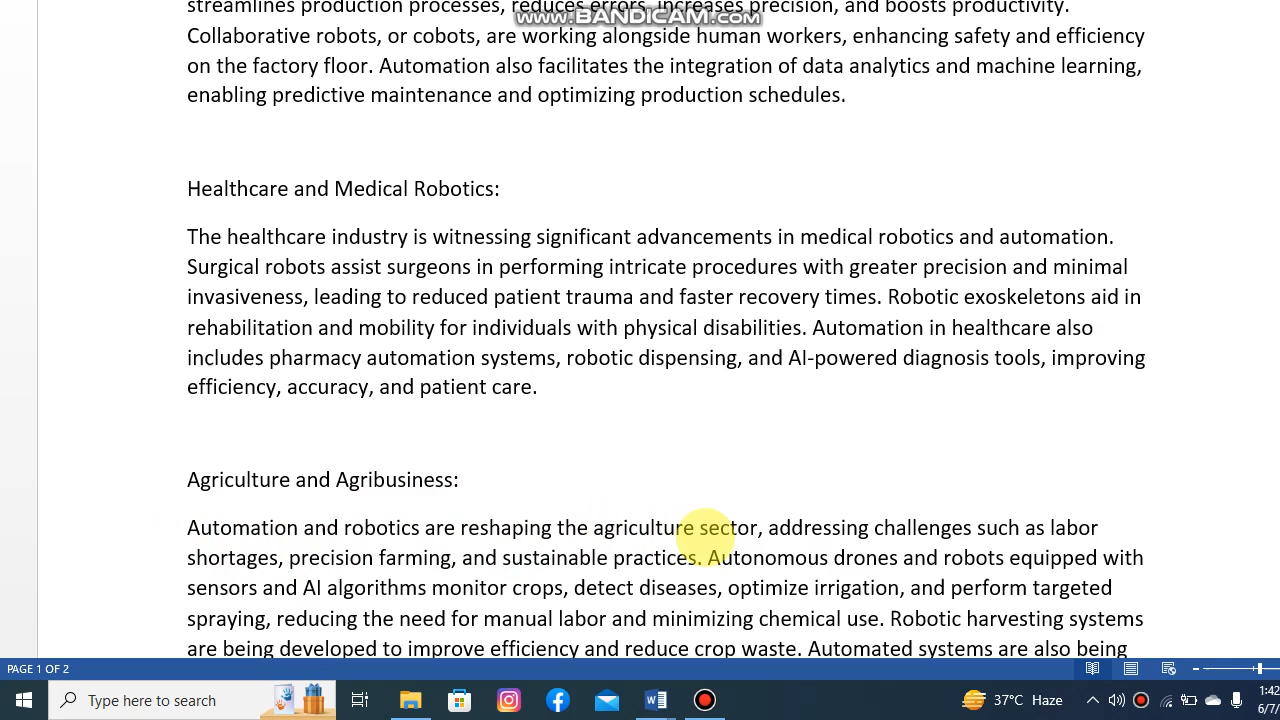 streamlines production processes, reduces errors, increases precision, and boosts productivity.
www.BANDICAM.com
Collaborative robots, or cobots, are working alongside human workers, enhancing safety and efficiency
on the factory floor. Automation also facilitates the integration of data analytics and machine learning,
enabling predictive maintenance and optimizing production schedules.
Healthcare and Medical Robotics:
The healthcare industry is witnessing significant advancements in medical robotics and automation.
Surgical robots assist surgeons in performing intricate procedures with greater precision and minimal
invasiveness, leading to reduced patient trauma and faster recovery times. Robotic exoskeletons aid in
rehabilitation and mobility for individuals with physical disabilities. Automation in healthcare also
includes pharmacy automation systems, robotic dispensing, and AI-powered diagnosis tools, improving
efficiency, accuracy, and patient care.
Agriculture and Agribusiness:
Automation and robotics are reshaping the agriculture sector, addressing challenges such as labor
shortages, precision farming, and sustainable practices. Autonomous drones and robots equipped with
sensors and AI algorithms monitor crops, detect diseases, optimize irrigation, and perform targeted
spraying, reducing the need for manual labor and minimizing chemical use. Robotic harvesting systems
are being developed to improve efficiency and reduce crop waste. Automated systems are also being
PAGE 1 OF 2
Type here to search
37°C Haze
1:42
6/7/